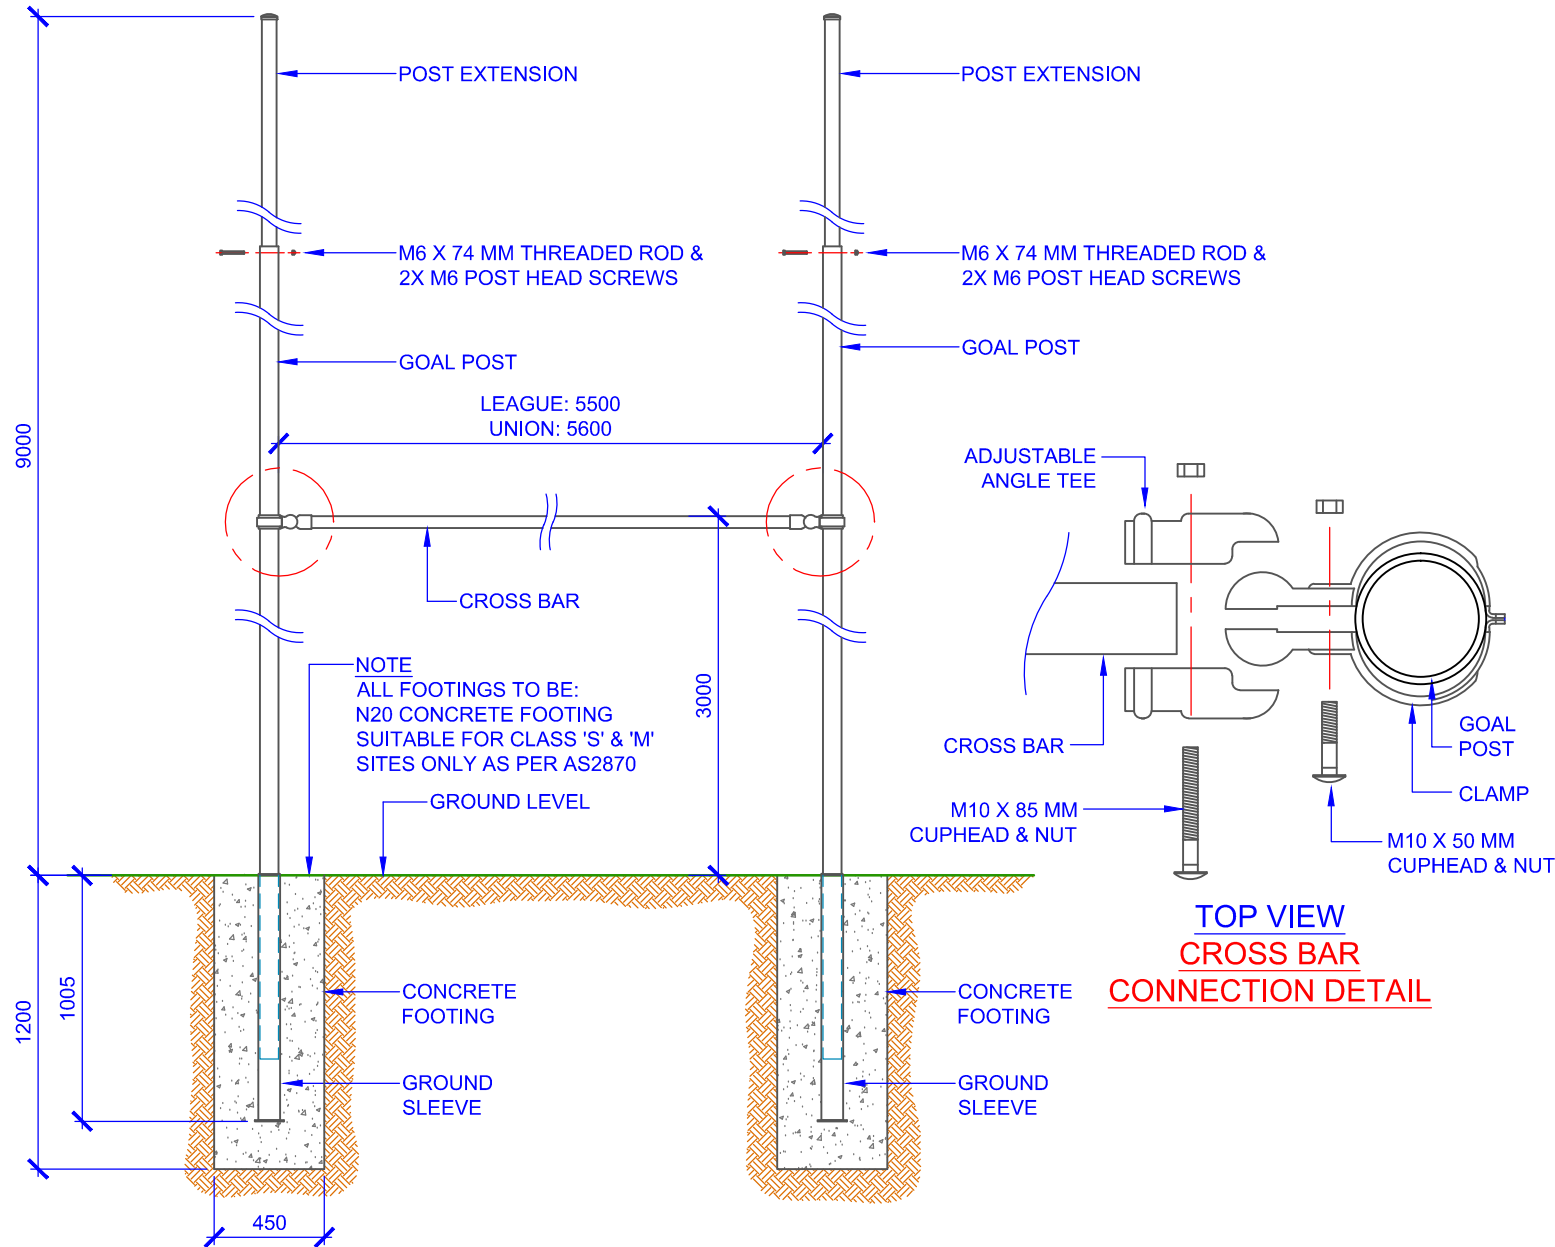 POST EXTENSION
POST EXTENSION
M6 X 74 MM THREADED ROD &
2X M6 POST HEAD SCREWS
M6 X 74 MM THREADED ROD &
2X M6 POST HEAD SCREWS
GOAL POST
GOAL POST
9000
LEAGUE: 5500
UNION: 5600
CROSS BAR
3000
NOTE
ALL FOOTINGS TO BE:
N20 CONCRETE FOOTING
SUITABLE FOR CLASS 'S' & 'M'
SITES ONLY AS PER AS2870
GROUND LEVEL
1200
1005
CONCRETE
FOOTING
GROUND
SLEEVE
450
CONCRETE
FOOTING
GROUND
SLEEVE
ADJUSTABLE
ANGLE TEE
CROSS BAR
M10 X 85 MM
CUPHEAD & NUT
GOAL
POST
CLAMP
M10 X 50 MM
CUPHEAD & NUT
TOP VIEW
CROSS BAR
CONNECTION DETAIL